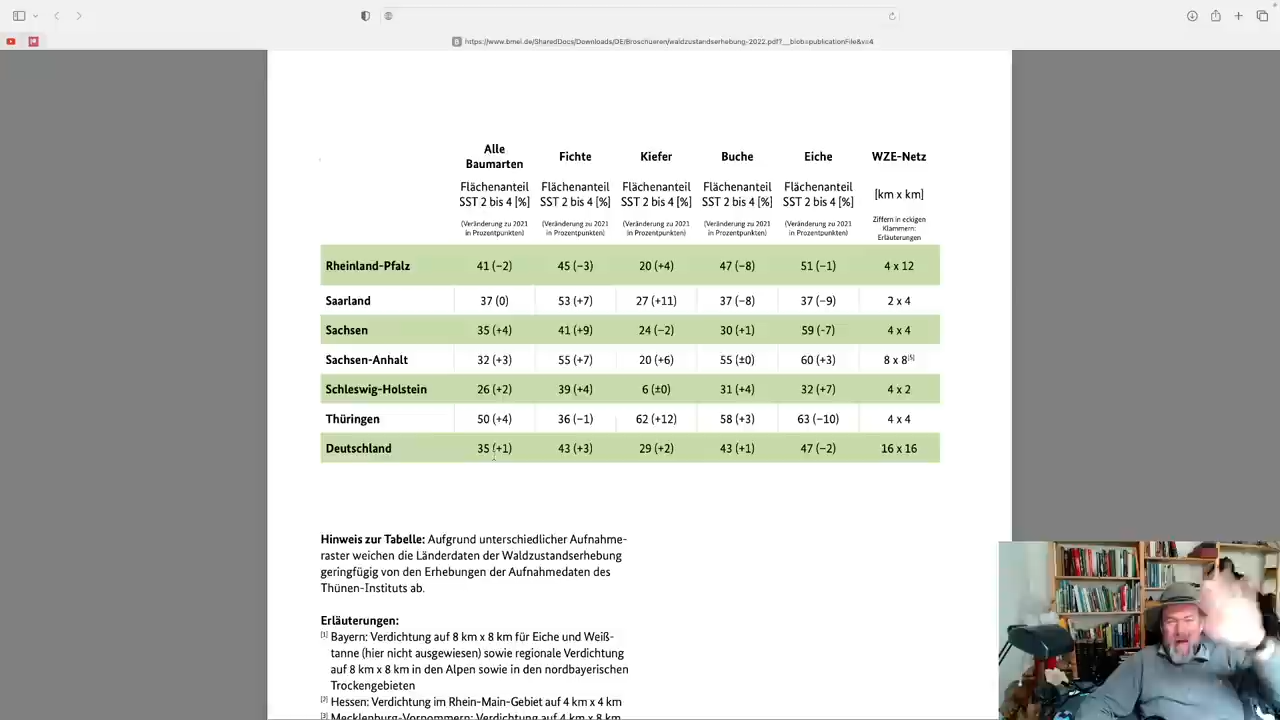 https://www.bmel.de/SharedDocs/Downloads/DE/Broschueren/waldzustandserhebung-2022.pdf?__blob=publicationFile&v=4
Alle Baumarten Fichte Kiefer Buche Eiche WZE-Netz
Flächenanteil Flächenanteil Flächenanteil Flächenanteil Flächenanteil [km x km]
SST 2 bis 4 [%] SST 2 bis 4 [%] SST 2 bis 4 [%] SST 2 bis 4 [%] SST 2 bis 4 [%]
(Veränderung zu 2021 (Veränderung zu 2021 (Veränderung zu 2021 (Veränderung zu 2021 (Veränderung zu 2021 Ziffern in eckigen
in Prozentpunkten) in Prozentpunkten) in Prozentpunkten) in Prozentpunkten) in Prozentpunkten) Klammern:
Erläuterungen
Rheinland-Pfalz 41 (−2) 45 (−3) 20 (+4) 47 (−8) 51 (−1) 4 x 12
Saarland 37 (0) 53 (+7) 27 (+11) 37 (−8) 37 (−9) 2 x 4
Sachsen 35 (+4) 41 (+9) 24 (−2) 30 (+1) 59 (-7) 4 x 4
Sachsen-Anhalt 32 (+3) 55 (+7) 20 (+6) 55 (±0) 60 (+3) 8 x 8[5]
Schleswig-Holstein 26 (+2) 39 (+4) 6 (±0) 31 (+4) 32 (+7) 4 x 2
Thüringen 50 (+4) 36 (−1) 62 (+12) 58 (+3) 63 (−10) 4 x 4
Deutschland 35 (+1) 43 (+3) 29 (+2) 43 (+1) 47 (−2) 16 x 16
Hinweis zur Tabelle: Aufgrund unterschiedlicher Aufnahme-
raster weichen die Länderdaten der Waldzustandserhebung
geringfügig von den Erhebungen der Aufnahmedaten des
Thünen-Instituts ab.
Erläuterungen:
[1] Bayern: Verdichtung auf 8 km x 8 km für Eiche und Weiß-
tanne (hier nicht ausgewiesen) sowie regionale Verdichtung
auf 8 km x 8 km in den Alpen sowie in den nordbayerischen
Trockengebieten
[2] Hessen: Verdichtung im Rhein-Main-Gebiet auf 4 km x 4 km
[3] Mecklenburg-Vorpommern: Verdichtung auf 4 km x 8 km